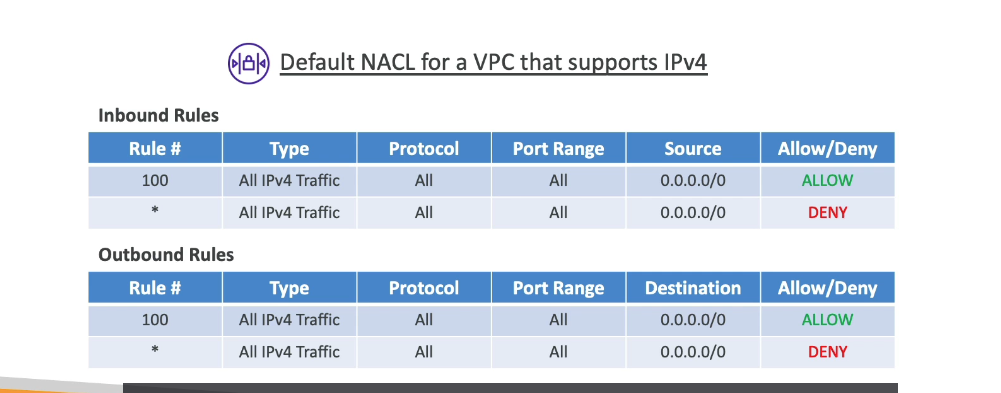 Default NACL for a VPC that supports IPv4
Inbound Rules
Rule # Type Protocol Port Range Source Allow/Deny
100 All IPv4 Traffic All All 0.0.0.0/0 ALLOW
* All IPv4 Traffic All All 0.0.0.0/0 DENY
Outbound Rules
Rule # Type Protocol Port Range Destination Allow/Deny
100 All IPv4 Traffic All All 0.0.0.0/0 ALLOW
* All IPv4 Traffic All All 0.0.0.0/0 DENY